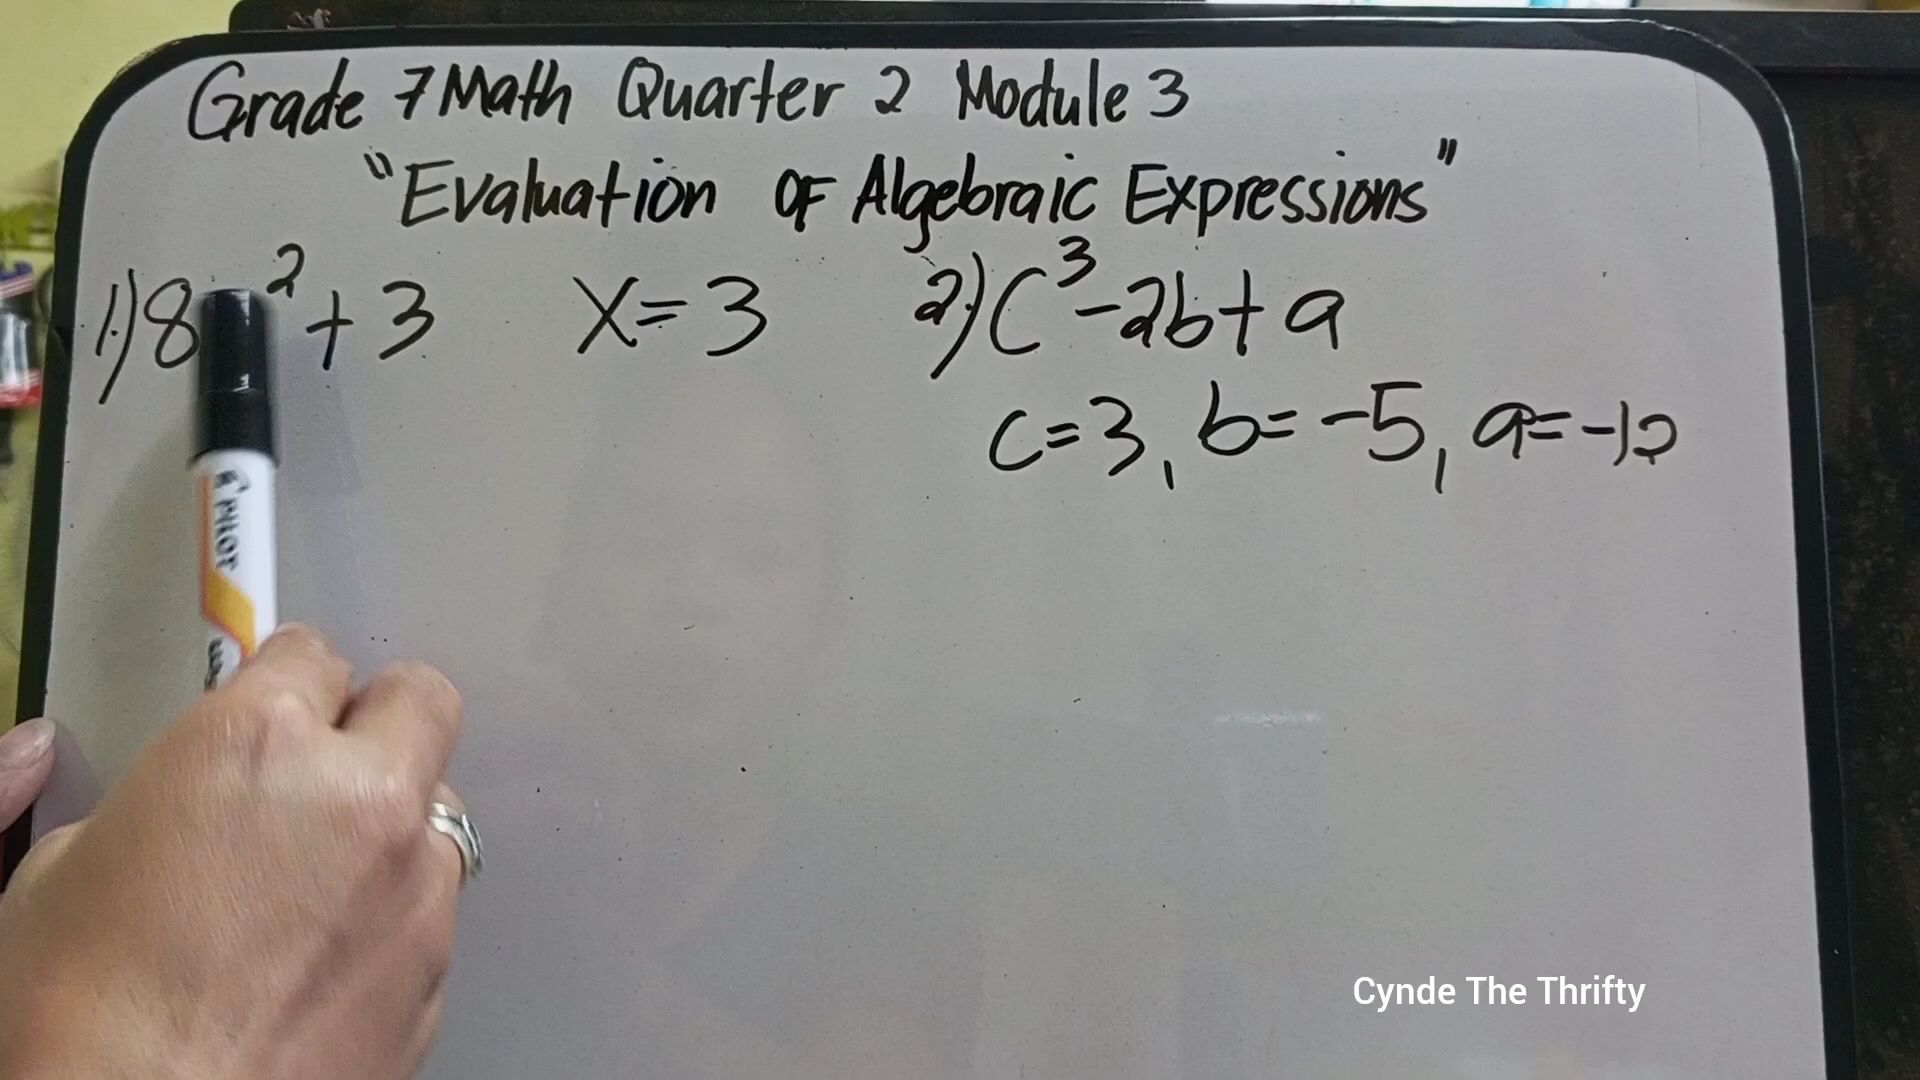 Grade 7 Math Quarter 2 Module 3
"Evaluation OF Algebraic Expressions"
1.) 8 ² + 3 x = 3
2.) C³ - 2b + a
c = 3, b = -5, a = -12
PILOT
Cynde The Thrifty